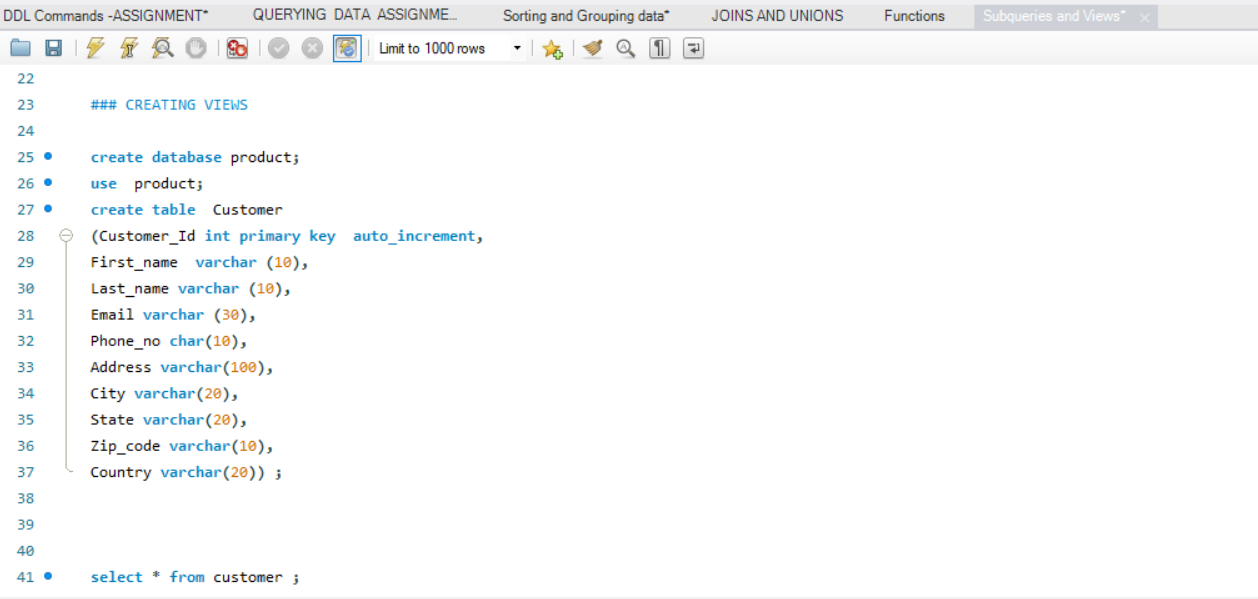 DDL Commands -ASSIGNMENT* QUERYING DATA ASSIGNME... Sorting and Grouping data* JOINS AND UNIONS Functions Subqueries and Views* ×
Limit to 1000 rows
22
23 ### CREATING VIEWS
24
25 create database product;
26 use  product;
27 create table  Customer
28 (Customer_Id int primary key  auto_increment,
29 First_name  varchar (10),
30 Last_name varchar (10),
31 Email varchar (30),
32 Phone_no char(10),
33 Address varchar(100),
34 City varchar(20),
35 State varchar(20),
36 Zip_code varchar(10),
37 Country varchar(20)) ;
38
39
40
41 select * from customer ;